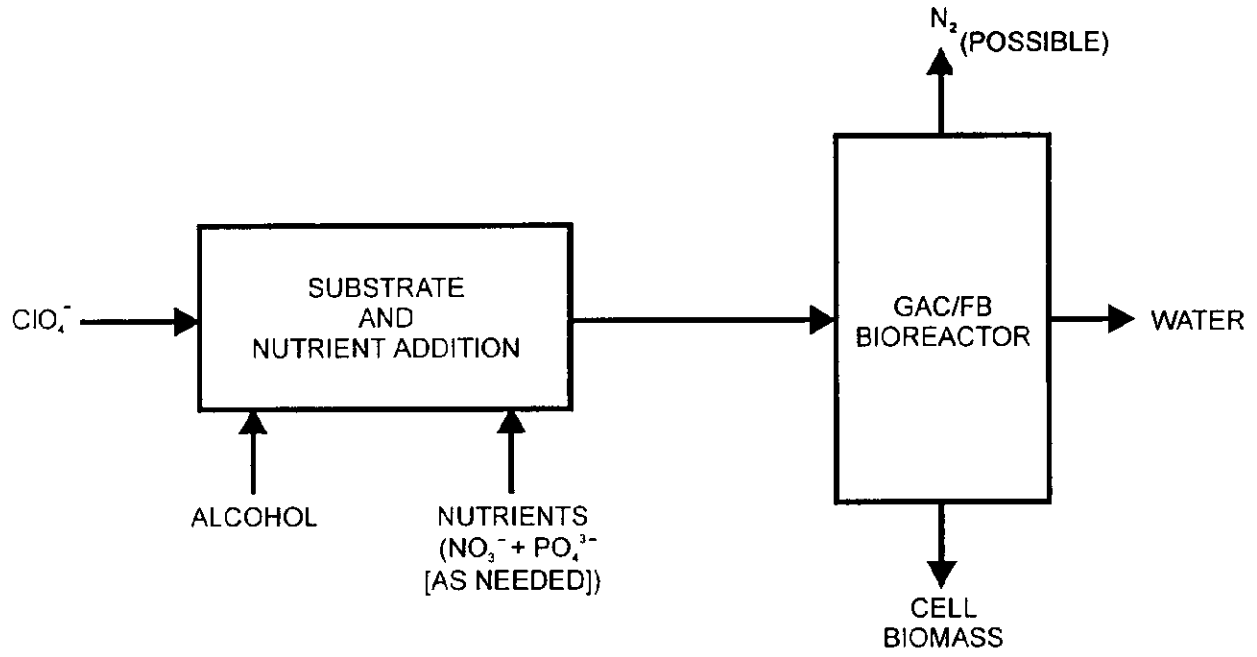 N₂ (POSSIBLE)
SUBSTRATE
AND
NUTRIENT ADDITION
ClO₄⁻
GAC/FB
BIOREACTOR
WATER
ALCOHOL
NUTRIENTS
(NO₃⁻ + PO₄³⁻
[AS NEEDED])
CELL
BIOMASS